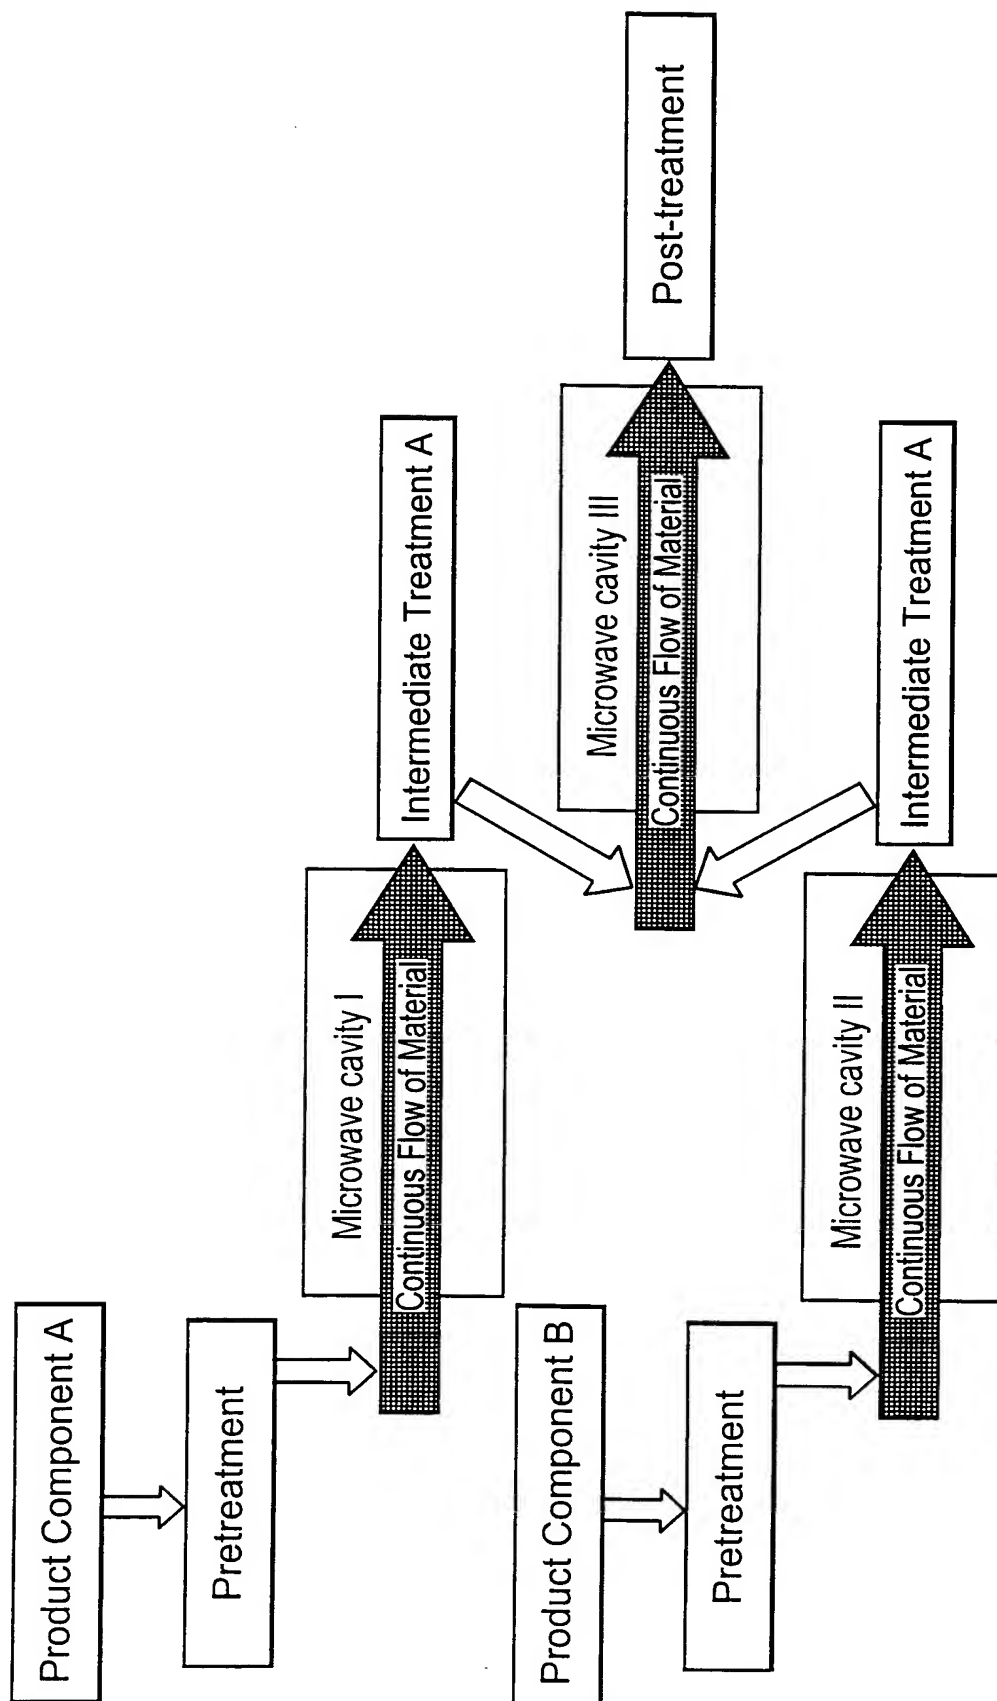 Product Component A
Pretreatment
Microwave cavity I
Continuous Flow of Material
Intermediate Treatment A
Product Component B
Pretreatment
Microwave cavity II
Continuous Flow of Material
Intermediate Treatment A
Microwave cavity III
Continuous Flow of Material
Post-treatment